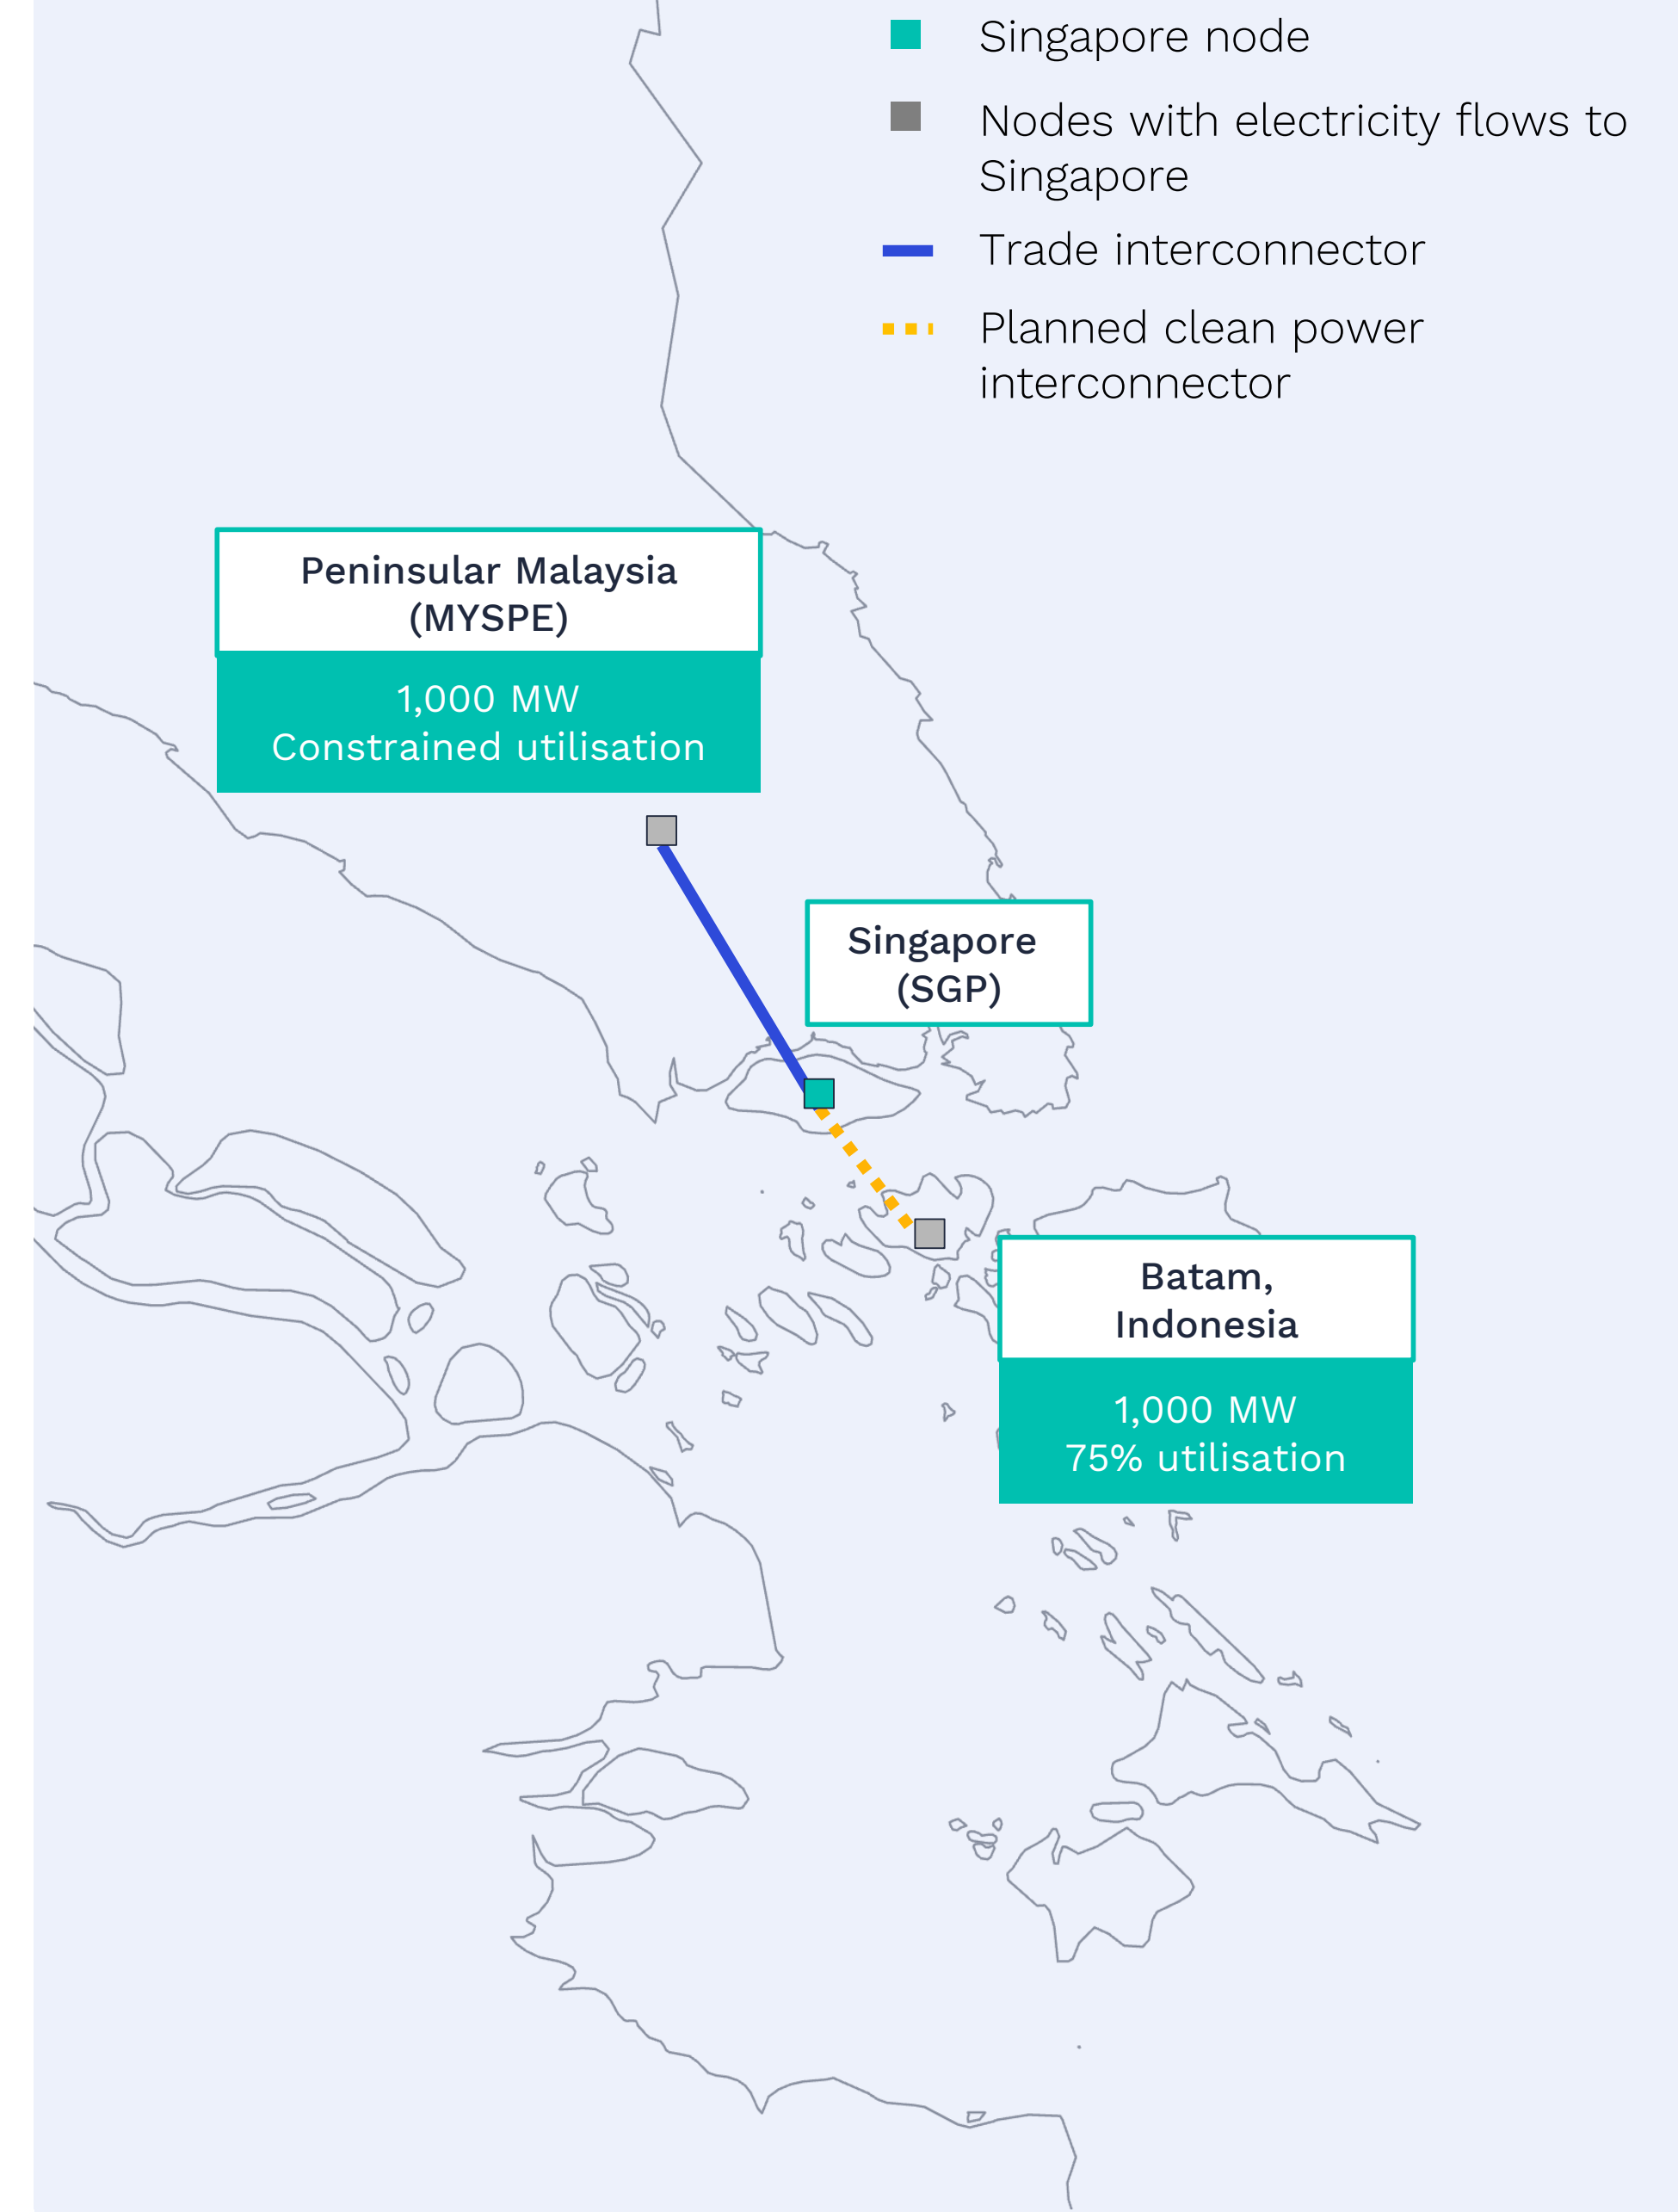 Singapore node
Nodes with electricity flows to
Singapore
Trade interconnector
Planned clean power
interconnector
Peninsular Malaysia
(MYSPE)
1,000 MW
Constrained utilisation
Singapore
(SGP)
Batam,
Indonesia
1,000 MW
75% utilisation